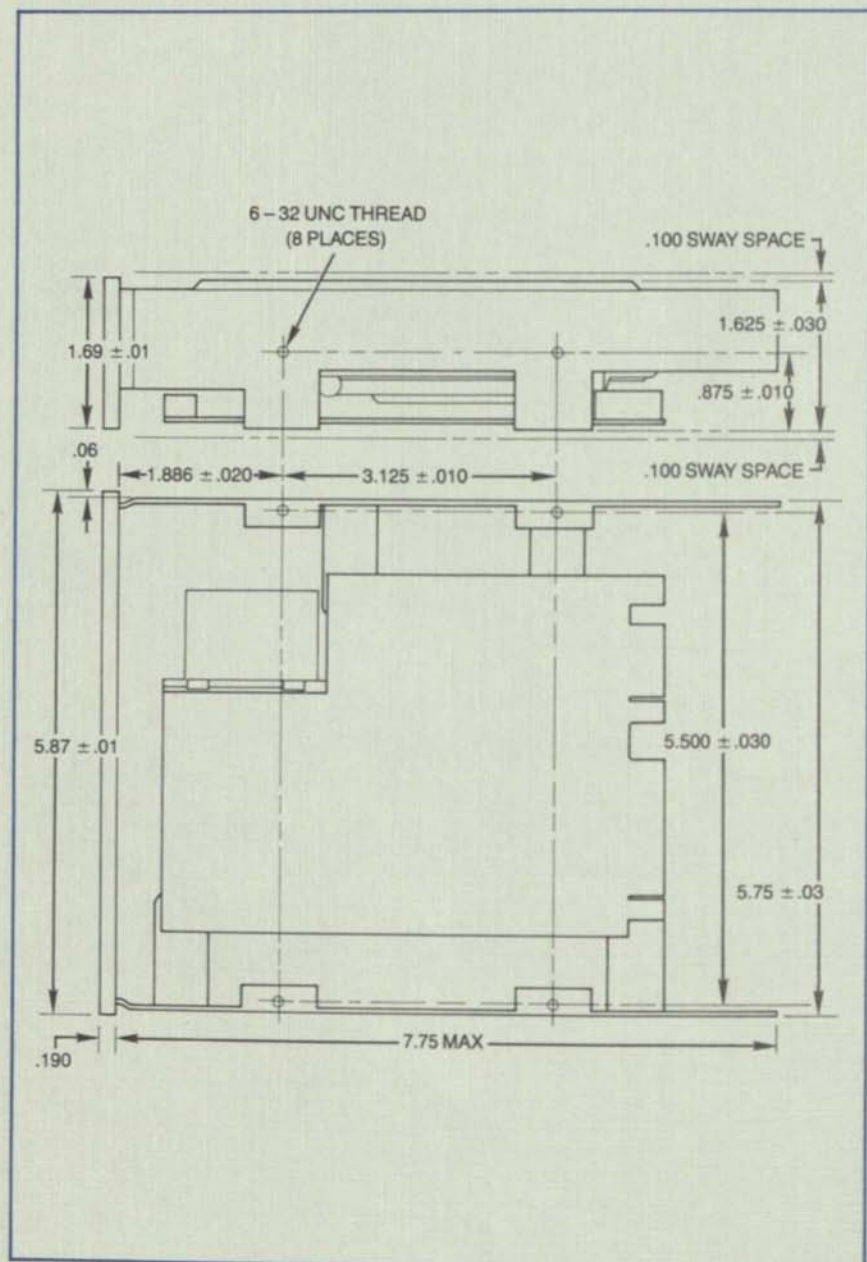 6 – 32 UNC THREAD
(8 PLACES)
.100 SWAY SPACE
1.69 ± .01
1.625 ± .030
.875 ± .010
.06
1.886 ± .020
3.125 ± .010
.100 SWAY SPACE
5.87 ± .01
5.500 ± .030
5.75 ± .03
7.75 MAX
.190